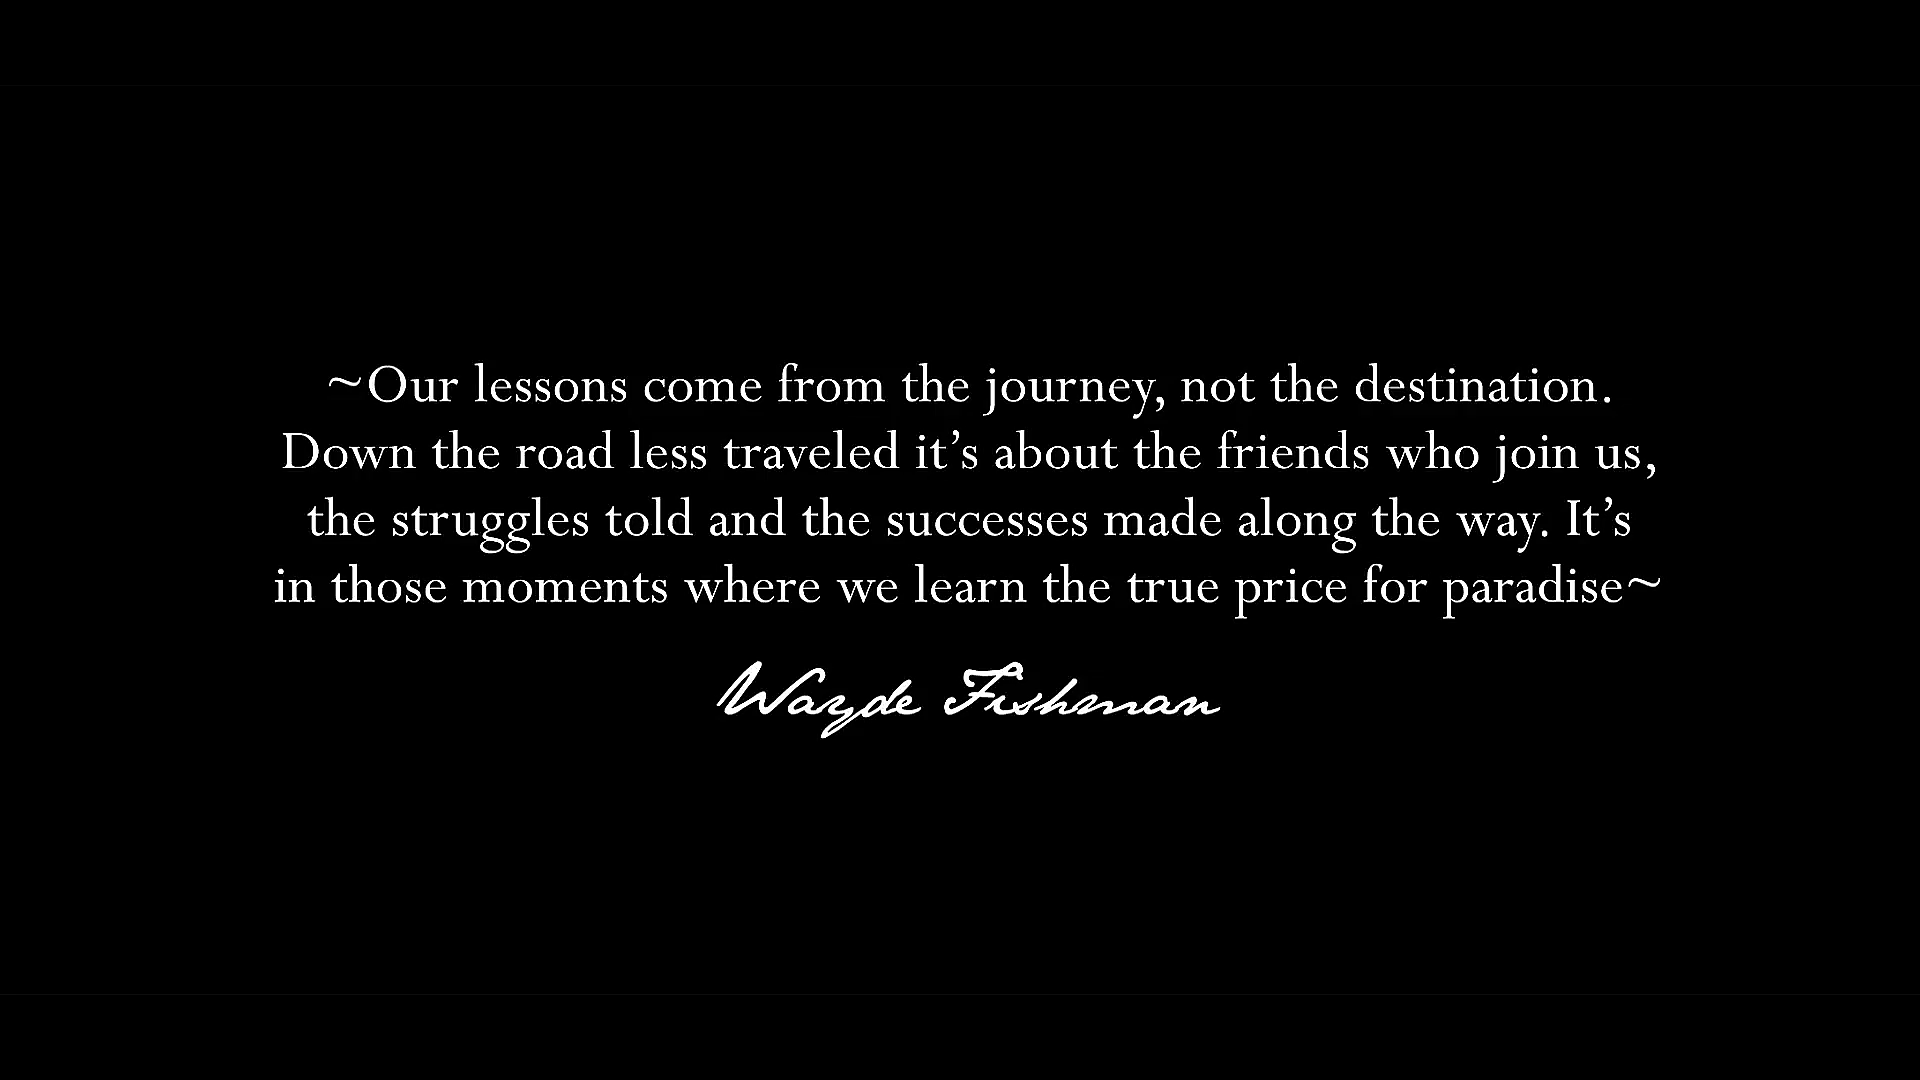 ~Our lessons come from the journey, not the destination.
Down the road less traveled it’s about the friends who join us,
the struggles told and the successes made along the way. It’s
in those moments where we learn the true price for paradise~
Wayde Fishman